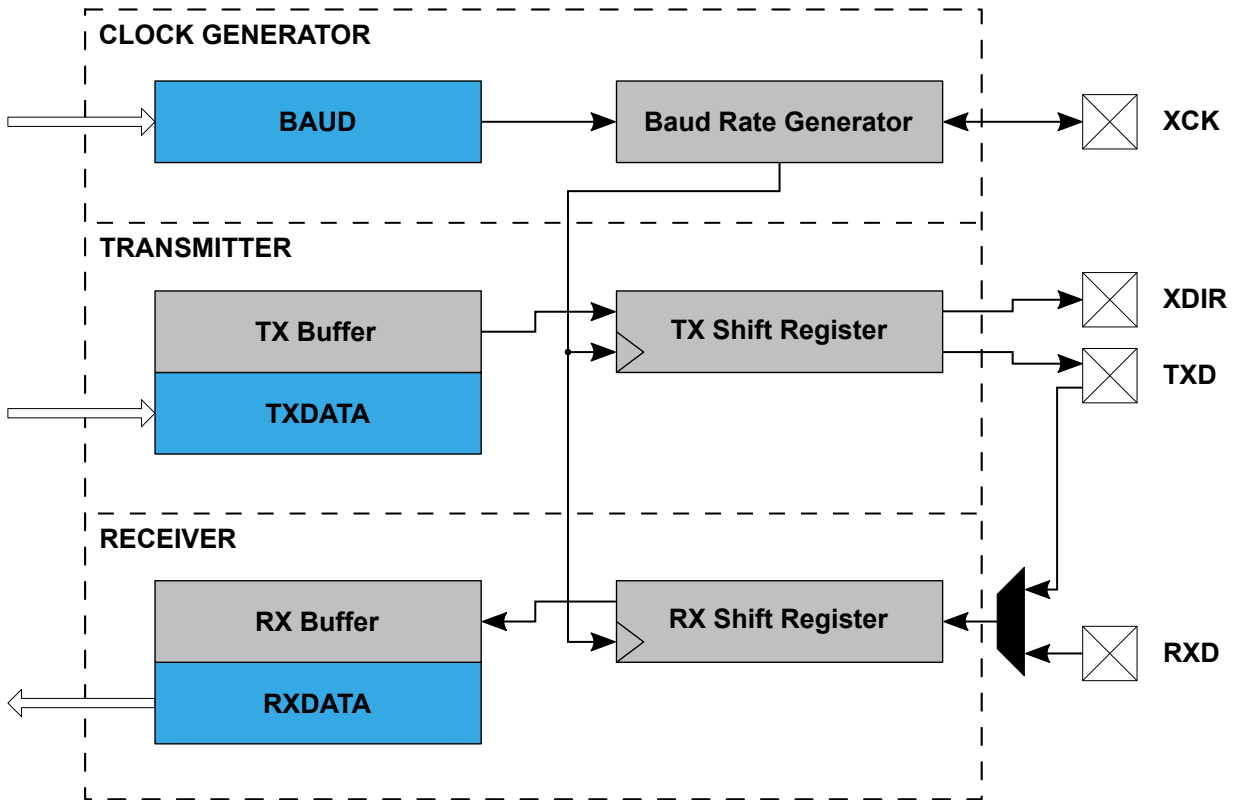 CLOCK GENERATOR
BAUD
Baud Rate Generator
XCK
TRANSMITTER
TX Buffer
TXDATA
TX Shift Register
XDIR
TXD
RECEIVER
RX Buffer
RXDATA
RX Shift Register
RXD